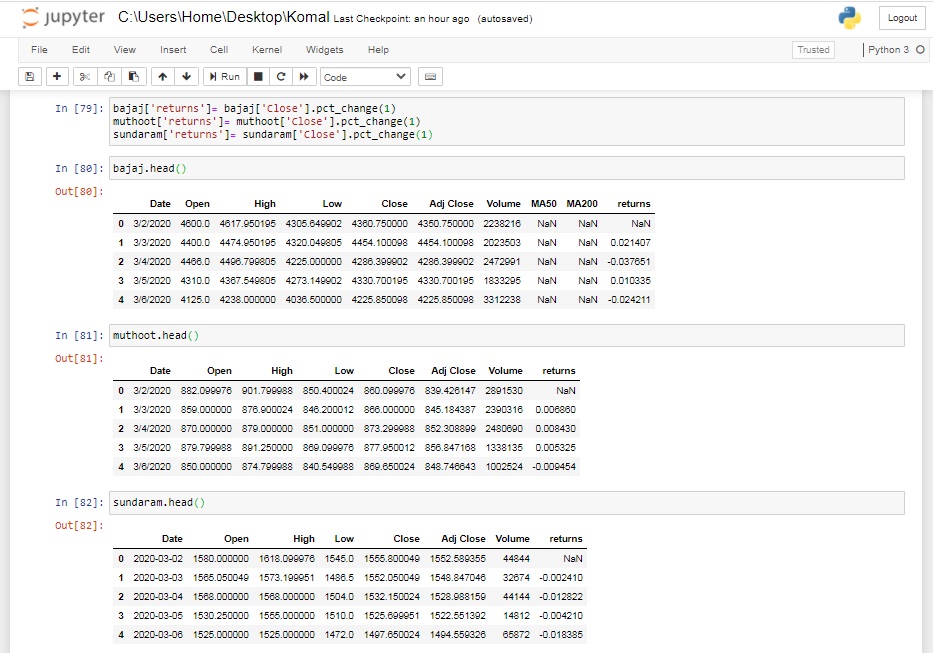 jupyter C:\Users\Home\Desktop\Komal Last Checkpoint: an hour ago (autosaved) Logout
File Edit View Insert Cell Kernel Widgets Help Trusted Python 3
Run Code
In [79]: bajaj['returns']= bajaj['Close'].pct_change(1)
muthoot['returns']= muthoot['Close'].pct_change(1)
sundaram['returns']= sundaram['Close'].pct_change(1)
In [80]: bajaj.head()
Out[80]:
Date Open High Low Close Adj Close Volume MA50 MA200 returns
0 3/2/2020 4600.0 4617.950195 4305.649902 4360.750000 4350.750000 2238216 NaN NaN NaN
1 3/3/2020 4400.0 4474.950195 4320.049805 4454.100098 4454.100098 2023503 NaN NaN 0.021407
2 3/4/2020 4466.0 4496.799805 4225.000000 4286.399902 4286.399902 2472991 NaN NaN -0.037651
3 3/5/2020 4310.0 4367.549805 4273.149902 4330.700195 4330.700195 1833295 NaN NaN 0.010335
4 3/6/2020 4125.0 4238.000000 4036.500000 4225.850098 4225.850098 3312238 NaN NaN -0.024211
In [81]: muthoot.head()
Out[81]:
Date Open High Low Close Adj Close Volume returns
0 3/2/2020 882.099976 901.799988 850.400024 860.099976 839.426147 2891530 NaN
1 3/3/2020 859.000000 876.900024 846.200012 866.000000 845.184387 2390316 0.006860
2 3/4/2020 870.000000 879.000000 851.000000 873.299988 852.308899 2480690 0.008430
3 3/5/2020 879.799988 891.250000 869.099976 877.950012 856.847168 1338135 0.005325
4 3/6/2020 850.000000 874.799988 840.549988 869.650024 848.746643 1002524 -0.009454
In [82]: sundaram.head()
Out[82]:
Date Open High Low Close Adj Close Volume returns
0 2020-03-02 1580.000000 1618.099976 1545.0 1555.800049 1552.589355 44844 NaN
1 2020-03-03 1565.050049 1573.199951 1486.5 1552.050049 1548.847046 32674 -0.002410
2 2020-03-04 1568.000000 1568.000000 1504.0 1532.150024 1528.988159 44144 -0.012822
3 2020-03-05 1530.250000 1555.000000 1510.0 1525.699951 1522.551392 14812 -0.004210
4 2020-03-06 1525.000000 1525.000000 1472.0 1497.650024 1494.559326 65872 -0.018385